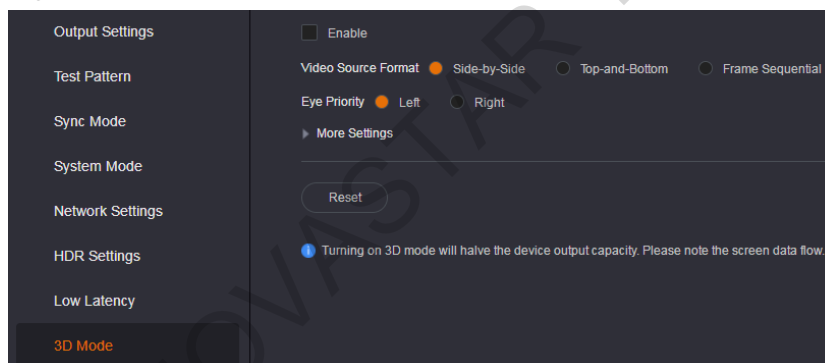 Output Settings
Test Pattern
Sync Mode
System Mode
Network Settings
HDR Settings
Low Latency
3D Mode
Enable
Video Source Format Side-by-Side Top-and-Bottom Frame Sequential
Eye Priority Left Right
More Settings
Reset
Turning on 3D mode will halve the device output capacity. Please note the screen data flow.
OVASTAR